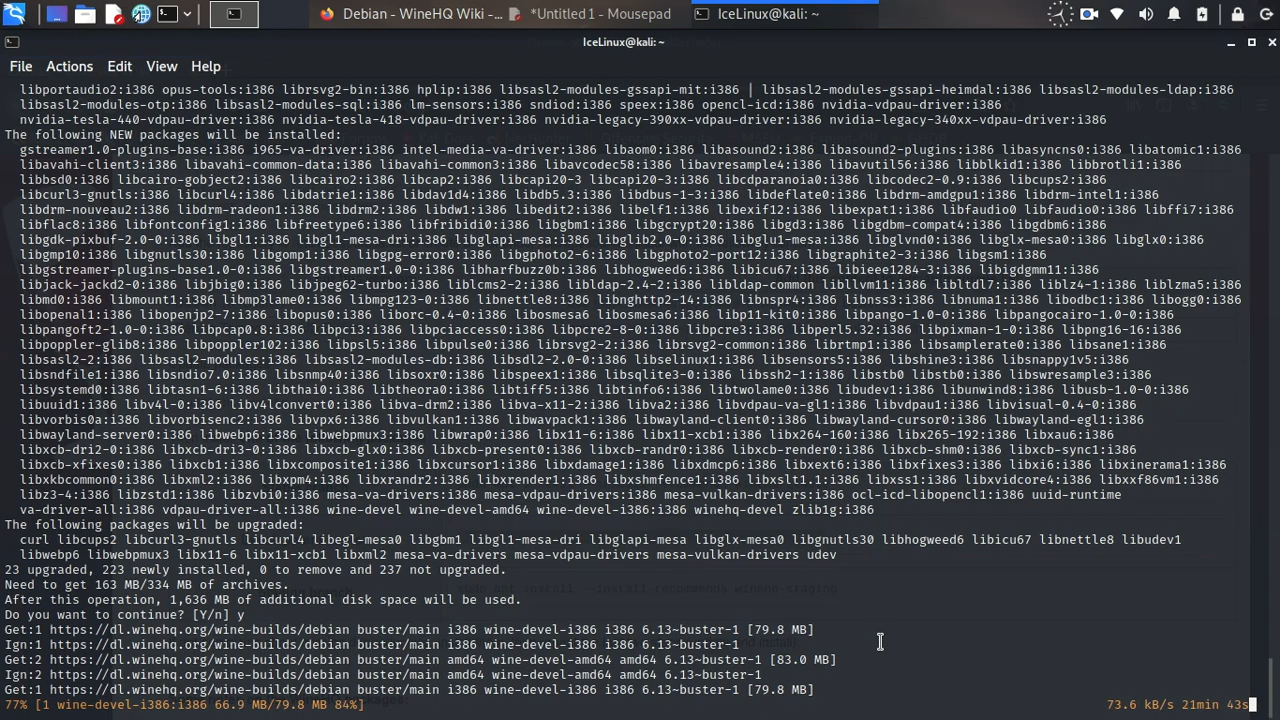 Debian - WineHQ Wiki -...
*Untitled 1 - Mousepad
IceLinux@kali: ~
IceLinux@kali: ~
File Actions Edit View Help
libportaudio2:i386 opus-tools:i386 librsvg2-bin:i386 hplip:i386 libsasl2-modules-gssapi-mit:i386 | libsasl2-modules-gssapi-heimdal:i386 libsasl2-modules-ldap:i386
libsasl2-modules-otp:i386 libsasl2-modules-sql:i386 lm-sensors:i386 sndiod:i386 speex:i386 opencl-icd:i386 nvidia-vdpau-driver:i386
nvidia-tesla-440-vdpau-driver:i386 nvidia-tesla-418-vdpau-driver:i386 nvidia-legacy-390xx-vdpau-driver:i386 nvidia-legacy-340xx-vdpau-driver:i386
The following NEW packages will be installed:
gstreamer1.0-plugins-base:i386 i965-va-driver:i386 intel-media-va-driver:i386 libaom0:i386 libasound2:i386 libasound2-plugins:i386 libasyncns0:i386 libatomic1:i386
libavahi-client3:i386 libavahi-common-data:i386 libavahi-common3:i386 libavcodec58:i386 libavresample4:i386 libavutil56:i386 libblkid1:i386 libbrotli1:i386
libbsd0:i386 libcairo-gobject2:i386 libcairo2:i386 libcap2:i386 libcapi20-3 libcapi20-3:i386 libcdparanoia0:i386 libcodec2-0.9:i386 libcups2:i386
libcurl3-gnutls:i386 libcurl4:i386 libdatrie1:i386 libdav1d4:i386 libdb5.3:i386 libdbus-1-3:i386 libdeflate0:i386 libdrm-amdgpu1:i386 libdrm-intel1:i386
libdrm-nouveau2:i386 libdrm-radeon1:i386 libdrm2:i386 libdw1:i386 libedit2:i386 libelf1:i386 libexif12:i386 libexpat1:i386 libfaudio0 libfaudio0:i386 libffi7:i386
libflac8:i386 libfontconfig1:i386 libfreetype6:i386 libfribidi0:i386 libgbm1:i386 libgcrypt20:i386 libgd3:i386 libgdbm-compat4:i386 libgdbm6:i386
libgdk-pixbuf-2.0-0:i386 libgl1:i386 libgl1-mesa-dri:i386 libglapi-mesa:i386 libglib2.0-0:i386 libglu1-mesa:i386 libglvnd0:i386 libglx-mesa0:i386 libglx0:i386
libgmp10:i386 libgnutls30:i386 libgomp1:i386 libgpg-error0:i386 libgphoto2-6:i386 libgphoto2-port12:i386 libgraphite2-3:i386 libgsm1:i386
libgstreamer-plugins-base1.0-0:i386 libgstreamer1.0-0:i386 libharfbuzz0b:i386 libhogweed6:i386 libicu67:i386 libieee1284-3:i386 libigdgmm11:i386
libjack-jackd2-0:i386 libjbig0:i386 libjpeg62-turbo:i386 liblcms2-2:i386 libldap-2.4-2:i386 libldap-common libllvm11:i386 libltdl7:i386 liblz4-1:i386 liblzma5:i386
libmd0:i386 libmount1:i386 libmp3lame0:i386 libmpg123-0:i386 libnettle8:i386 libnghttp2-14:i386 libnspr4:i386 libnss3:i386 libnuma1:i386 libodbc1:i386 libogg0:i386
libopenal1:i386 libopenjp2-7:i386 libopus0:i386 liborc-0.4-0:i386 libosmesa6 libosmesa6:i386 libp11-kit0:i386 libpango-1.0-0:i386 libpangocairo-1.0-0:i386
libpangoft2-1.0-0:i386 libpcap0.8:i386 libpci3:i386 libpciaccess0:i386 libpcre2-8-0:i386 libpcre3:i386 libperl5.32:i386 libpixman-1-0:i386 libpng16-16:i386
libpoppler-glib8:i386 libpoppler102:i386 libpsl5:i386 libpulse0:i386 librsvg2-2:i386 librsvg2-common:i386 librtmp1:i386 libsamplerate0:i386 libsane1:i386
libsasl2-2:i386 libsasl2-modules:i386 libsasl2-modules-db:i386 libsdl2-2.0-0:i386 libselinux1:i386 libsensors5:i386 libshine3:i386 libsnappy1v5:i386
libsndfile1:i386 libsndio7.0:i386 libsnmp40:i386 libsoxr0:i386 libspeex1:i386 libsqlite3-0:i386 libssh2-1:i386 libstb0 libstb0:i386 libswresample3:i386
libsystemd0:i386 libtasn1-6:i386 libthai0:i386 libtheora0:i386 libtiff5:i386 libtinfo6:i386 libtwolame0:i386 libudev1:i386 libunwind8:i386 libusb-1.0-0:i386
libuuid1:i386 libv4l-0:i386 libv4lconvert0:i386 libva-drm2:i386 libva-x11-2:i386 libva2:i386 libvdpau-va-gl1:i386 libvdpau1:i386 libvisual-0.4-0:i386
libvorbis0a:i386 libvorbisenc2:i386 libvpx6:i386 libvulkan1:i386 libwavpack1:i386 libwayland-client0:i386 libwayland-cursor0:i386 libwayland-egl1:i386
libwayland-server0:i386 libwebp6:i386 libwebpmux3:i386 libwrap0:i386 libx11-6:i386 libx11-xcb1:i386 libx264-160:i386 libx265-192:i386 libxau6:i386
libxcb-dri2-0:i386 libxcb-dri3-0:i386 libxcb-glx0:i386 libxcb-present0:i386 libxcb-randr0:i386 libxcb-render0:i386 libxcb-shm0:i386 libxcb-sync1:i386
libxcb-xfixes0:i386 libxcb1:i386 libxcomposite1:i386 libxcursor1:i386 libxdamage1:i386 libxdmcp6:i386 libxext6:i386 libxfixes3:i386 libxi6:i386 libxinerama1:i386
libxkbcommon0:i386 libxml2:i386 libxpm4:i386 libxrandr2:i386 libxrender1:i386 libxshmfence1:i386 libxslt1.1:i386 libxss1:i386 libxvidcore4:i386 libxxf86vm1:i386
libz3-4:i386 libzstd1:i386 libzvbi0:i386 mesa-va-drivers:i386 mesa-vdpau-drivers:i386 mesa-vulkan-drivers:i386 ocl-icd-libopencl1:i386 uuid-runtime
va-driver-all:i386 vdpau-driver-all:i386 wine-devel wine-devel-amd64 wine-devel-i386:i386 winehq-devel zlib1g:i386
The following packages will be upgraded:
curl libcups2 libcurl3-gnutls libcurl4 libegl-mesa0 libgbm1 libgl1-mesa-dri libglapi-mesa libglx-mesa0 libgnutls30 libhogweed6 libicu67 libnettle8 libudev1
libwebp6 libwebpmux3 libx11-6 libx11-xcb1 libxml2 mesa-va-drivers mesa-vdpau-drivers mesa-vulkan-drivers udev
23 upgraded, 223 newly installed, 0 to remove and 237 not upgraded.
Need to get 163 MB/334 MB of archives.
After this operation, 1,636 MB of additional disk space will be used.
Do you want to continue? [Y/n] y
Get:1 https://dl.winehq.org/wine-builds/debian buster/main i386 wine-devel-i386 i386 6.13~buster-1 [79.8 MB]
Ign:1 https://dl.winehq.org/wine-builds/debian buster/main i386 wine-devel-i386 i386 6.13~buster-1
Get:2 https://dl.winehq.org/wine-builds/debian buster/main amd64 wine-devel-amd64 amd64 6.13~buster-1 [83.0 MB]
Ign:2 https://dl.winehq.org/wine-builds/debian buster/main amd64 wine-devel-amd64 amd64 6.13~buster-1
Get:1 https://dl.winehq.org/wine-builds/debian buster/main i386 wine-devel-i386 i386 6.13~buster-1 [79.8 MB]
77% [1 wine-devel-i386:i386 66.9 MB/79.8 MB 84%] 73.6 kB/s 21min 43s